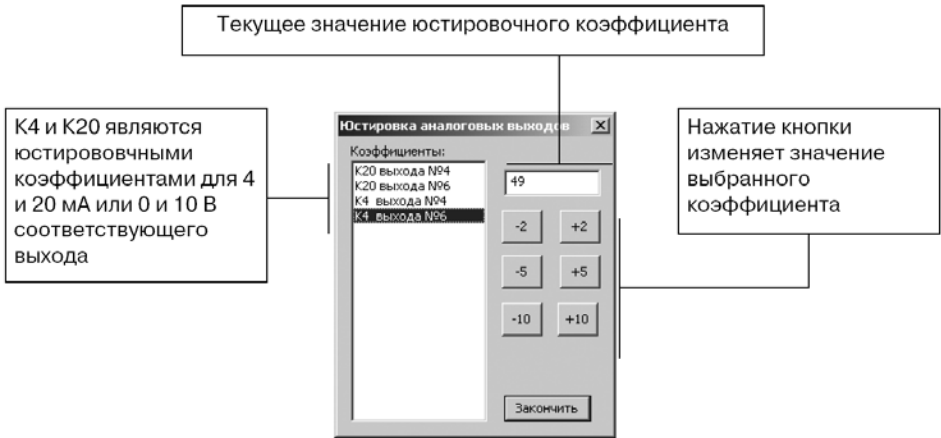 Текущее значение юстировочного коэффициента
К4 и К20 являются
юстирововчными
коэффициентами для 4
и 20 мА или 0 и 10 В
соответствующего
выхода
Юстировка аналоговых выходов
Коэффициенты:
К20 выхода №4
К20 выхода №6
К4 выхода №4
К4 выхода №6
49
-2 +2
-5 +5
-10 +10
Закончить
Нажатие кнопки
изменяет значение
выбранного
коэффициента